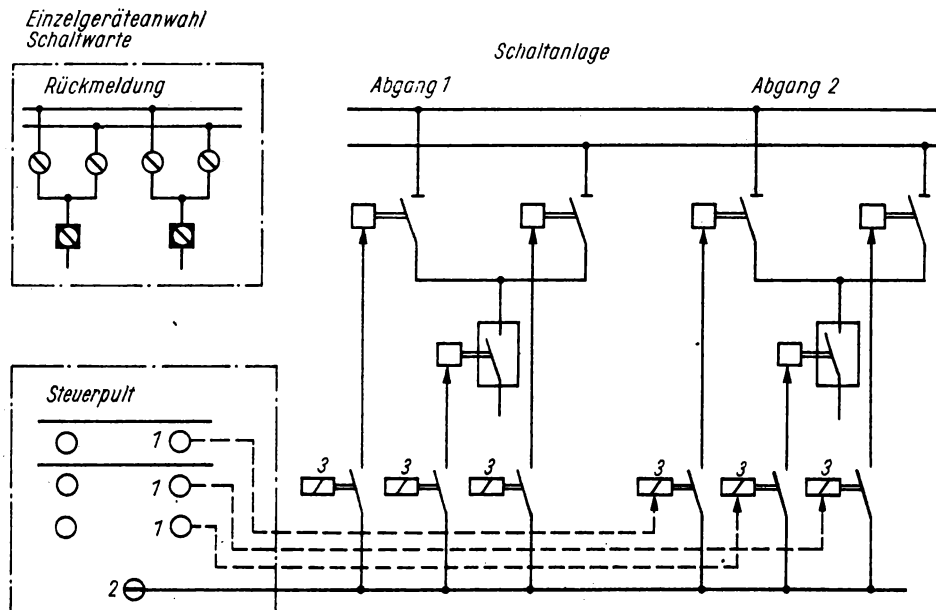 Einzelgeräteanwahl
Schaltwarte
Rückmeldung
Schaltanlage
Abgang 1
Abgang 2
Steuerpult
1
1
1
2
3
3
3
3
3
3